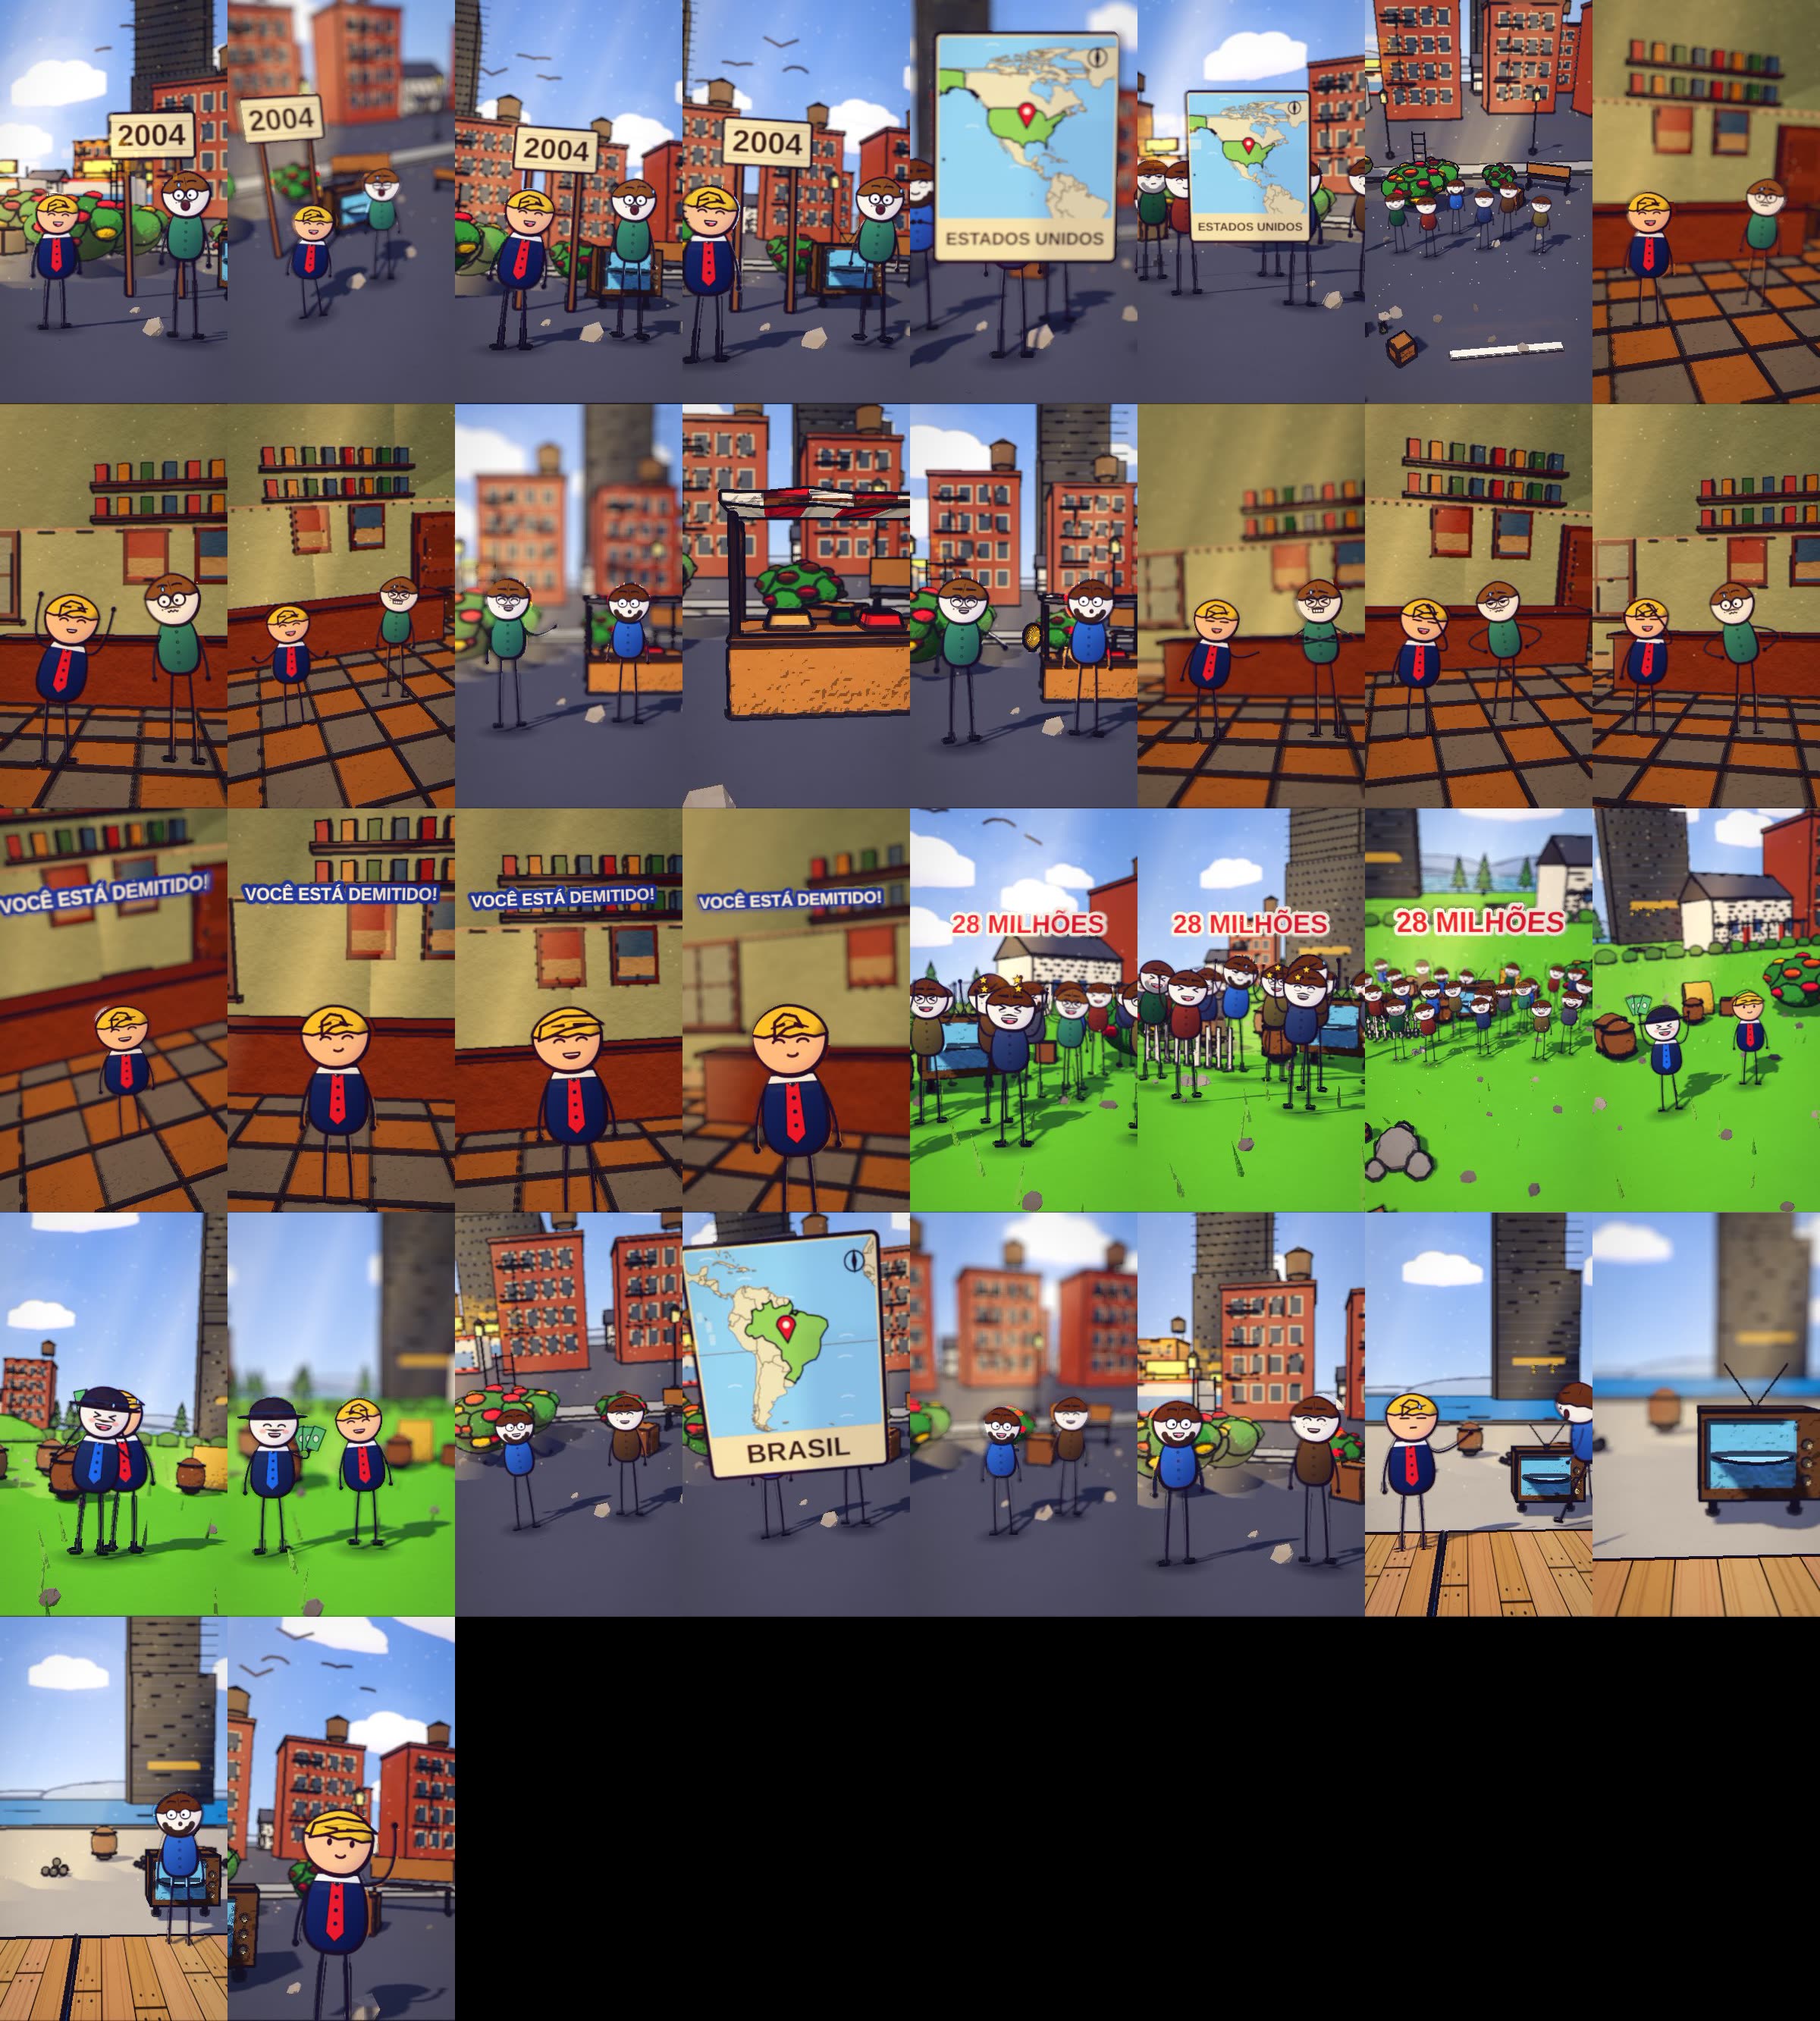 2004
2004
2004
2004
ESTADOS UNIDOS
ESTADOS UNIDOS
VOCÊ ESTÁ DEMITIDO!
VOCÊ ESTÁ DEMITIDO!
VOCÊ ESTÁ DEMITIDO!
VOCÊ ESTÁ DEMITIDO!
28 MILHÕES
28 MILHÕES
28 MILHÕES
BRASIL